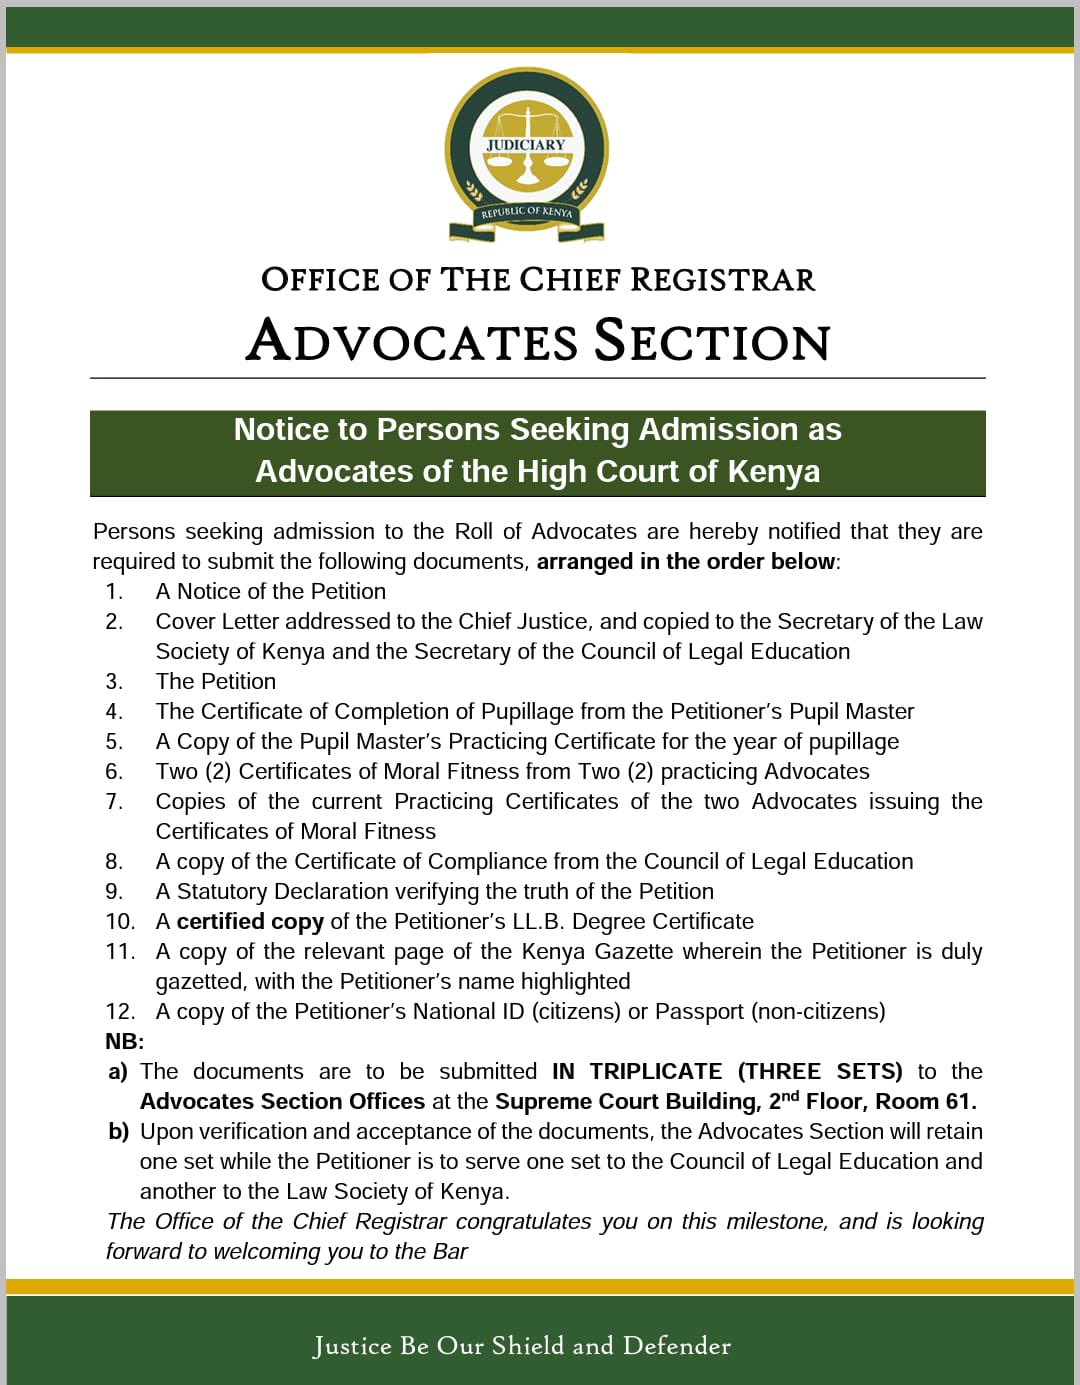 JUDICIARY
REPUBLIC OF KENYA
OFFICE OF THE CHIEF REGISTRAR
ADVOCATES SECTION
Notice to Persons Seeking Admission as
Advocates of the High Court of Kenya
Persons seeking admission to the Roll of Advocates are hereby notified that they are
required to submit the following documents, arranged in the order below:
1. A Notice of the Petition
2. Cover Letter addressed to the Chief Justice, and copied to the Secretary of the Law
Society of Kenya and the Secretary of the Council of Legal Education
3. The Petition
4. The Certificate of Completion of Pupillage from the Petitioner's Pupil Master
5. A Copy of the Pupil Master's Practicing Certificate for the year of pupillage
6. Two (2) Certificates of Moral Fitness from Two (2) practicing Advocates
7. Copies of the current Practicing Certificates of the two Advocates issuing the
Certificates of Moral Fitness
8. A copy of the Certificate of Compliance from the Council of Legal Education
9. A Statutory Declaration verifying the truth of the Petition
10. A certified copy of the Petitioner's LL.B. Degree Certificate
11. A copy of the relevant page of the Kenya Gazette wherein the Petitioner is duly
gazetted, with the Petitioner's name highlighted
12. A copy of the Petitioner's National ID (citizens) or Passport (non-citizens)
NB:
a) The documents are to be submitted IN TRIPLICATE (THREE SETS) to the
Advocates Section Offices at the Supreme Court Building, 2nd Floor, Room 61.
b) Upon verification and acceptance of the documents, the Advocates Section will retain
one set while the Petitioner is to serve one set to the Council of Legal Education and
another to the Law Society of Kenya.
The Office of the Chief Registrar congratulates you on this milestone, and is looking
forward to welcoming you to the Bar
Justice Be Our Shield and Defender